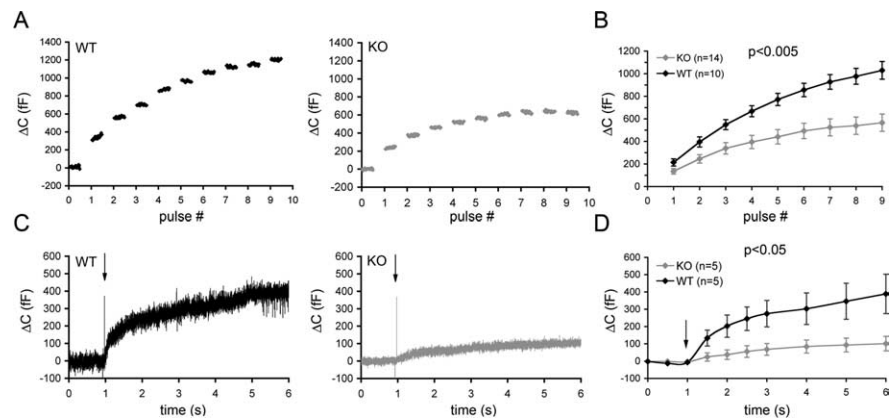 A
WT
1400
1200
1000
800
600
400
200
0
-200
ΔC (fF)
0 1 2 3 4 5 6 7 8 9 10
pulse #
KO
1400
1200
1000
800
600
400
200
0
-200
ΔC (fF)
0 1 2 3 4 5 6 7 8 9 10
pulse #
B
p<0.005
KO (n=14)
WT (n=10)
1200
1000
800
600
400
200
0
ΔC (fF)
0 1 2 3 4 5 6 7 8 9
pulse #
C
WT
600
500
400
300
200
100
0
-100
ΔC (fF)
0 1 2 3 4 5 6
time (s)
KO
600
500
400
300
200
100
0
-100
ΔC (fF)
0 1 2 3 4 5 6
time (s)
D
p<0.05
KO (n=5)
WT (n=5)
600
500
400
300
200
100
0
-100
ΔC (fF)
0 1 2 3 4 5 6
time (s)